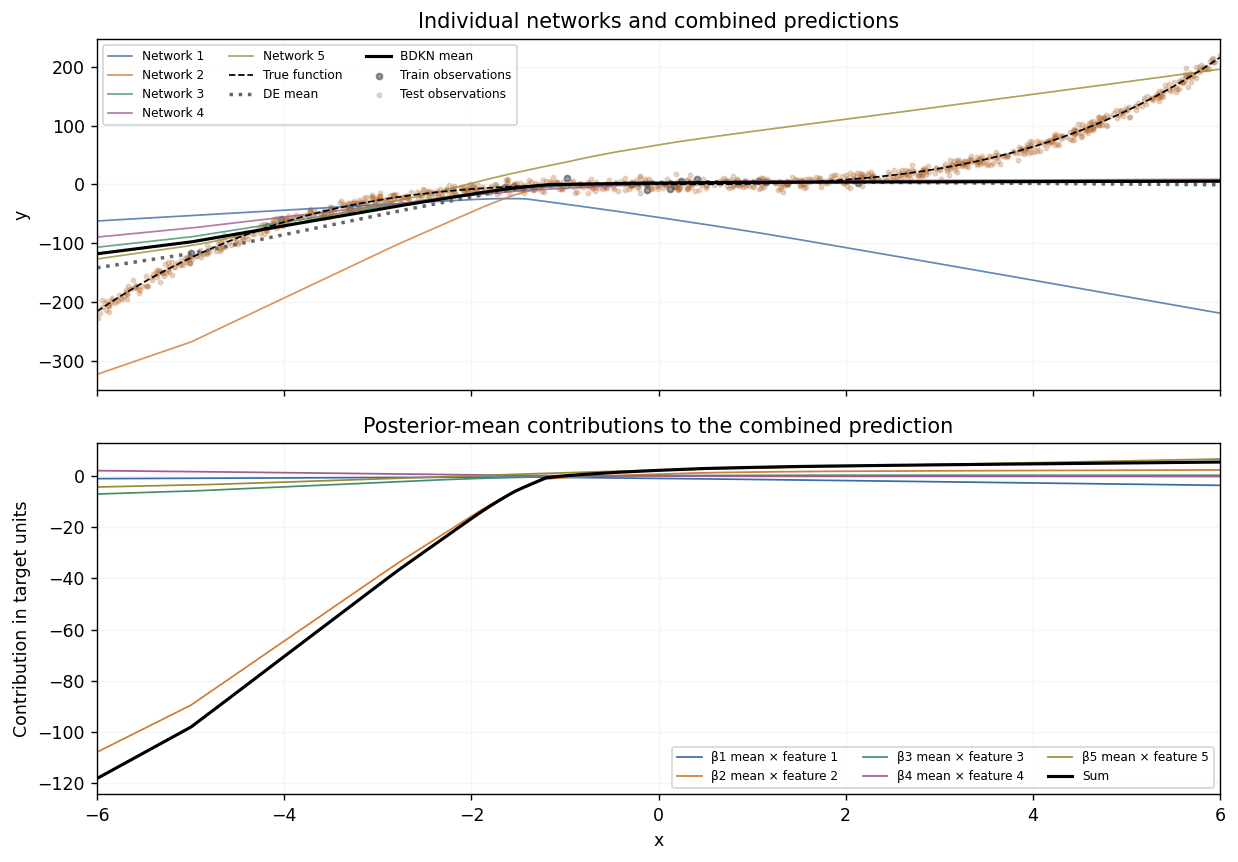 Individual networks and combined predictions
Network 1
Network 2
Network 3
Network 4
Network 5
True function
DE mean
BDKN mean
Train observations
Test observations
200
100
0
−100
−200
−300
y
Posterior-mean contributions to the combined prediction
0
−20
−40
−60
−80
−100
−120
Contribution in target units
β1 mean × feature 1
β2 mean × feature 2
β3 mean × feature 3
β4 mean × feature 4
β5 mean × feature 5
Sum
−6 −4 −2 0 2 4 6
x